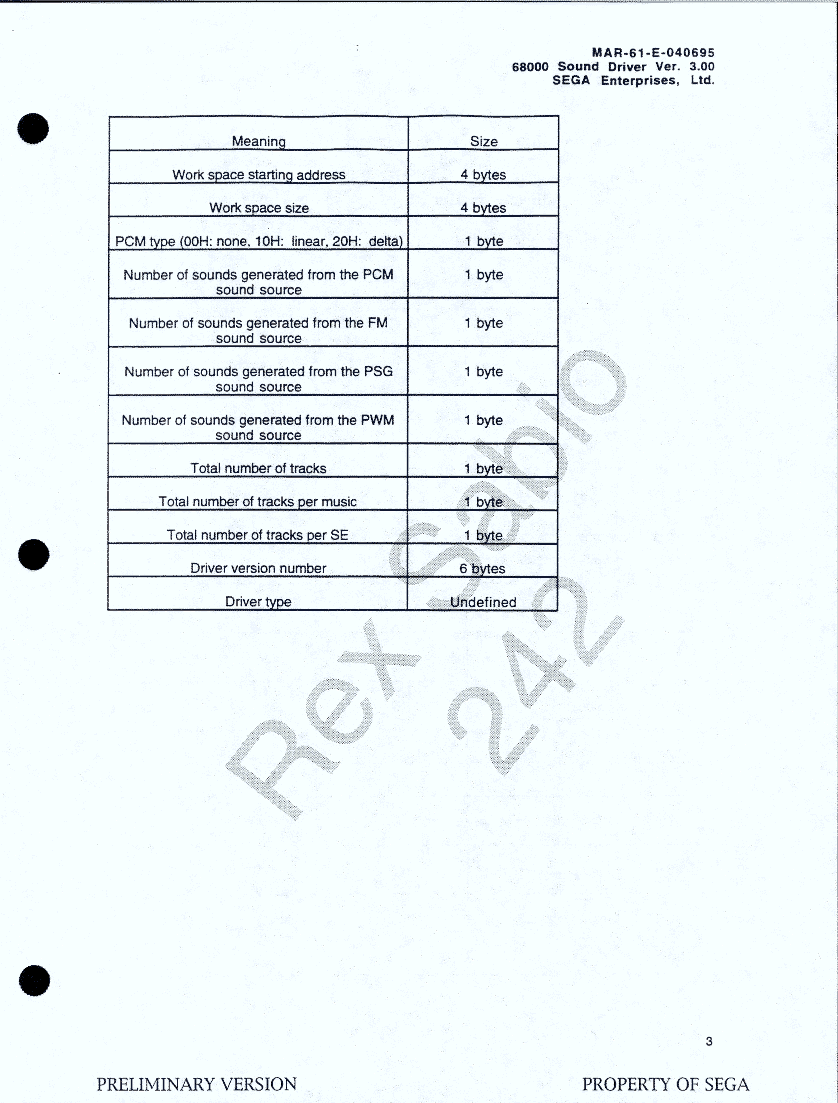 MAR-61-E-040695
68000 Sound Driver Ver. 3.00
SEGA Enterprises, Ltd.
Meaning Size
Work space starting address 4 bytes
Work space size 4 bytes
PCM type (00H: none, 10H: linear, 20H: delta) 1 byte
Number of sounds generated from the PCM 1 byte
sound source
Number of sounds generated from the FM 1 byte
sound source
Number of sounds generated from the PSG 1 byte
sound source
Number of sounds generated from the PWM 1 byte
sound source
Total number of tracks 1 byte
Total number of tracks per music 1 byte
Total number of tracks per SE 1 byte
Driver version number 6 bytes
Driver type Undefined
Rex Sabio
242
3
PRELIMINARY VERSION PROPERTY OF SEGA